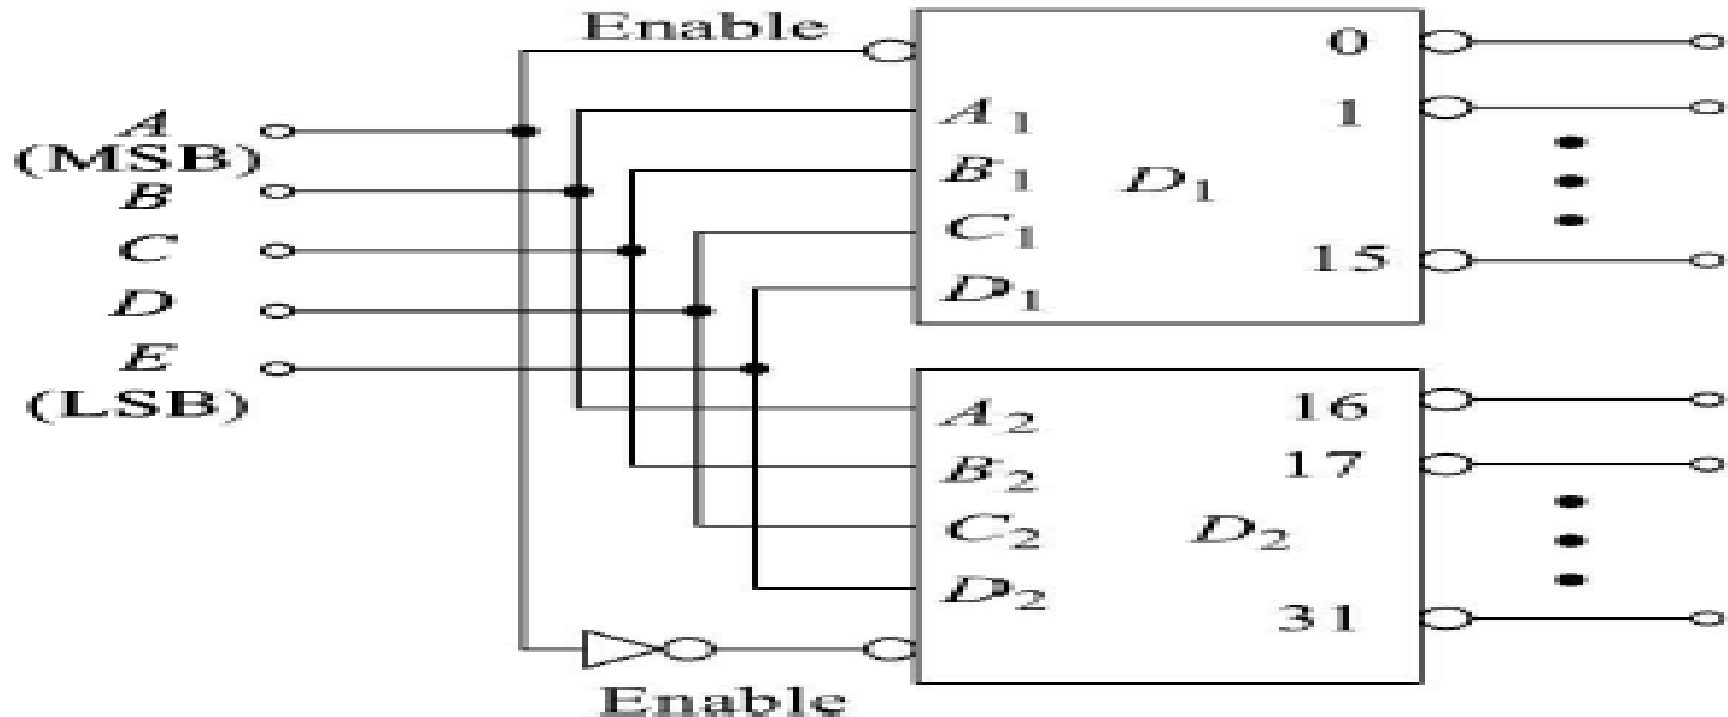 Enable
A
(MSB)
B
C
D
E
(LSB)
A1
B1
C1
D1
D1
0
1
15
A2
B2
C2
D2
D2
16
17
31
Enable